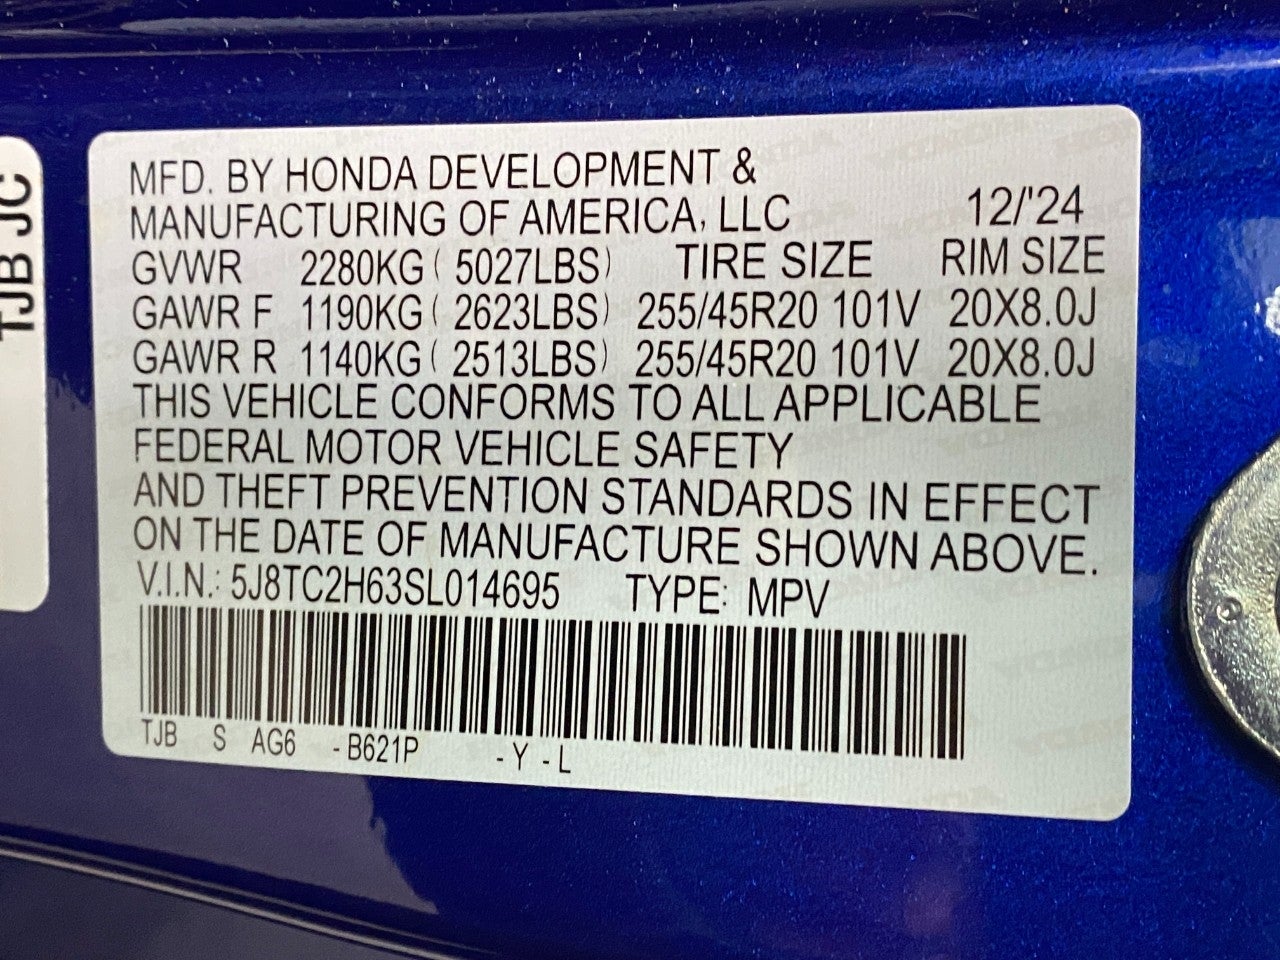 TJB JC
MFD. BY HONDA DEVELOPMENT &
MANUFACTURING OF AMERICA, LLC 12/'24
GVWR 2280KG ( 5027LBS) TIRE SIZE RIM SIZE
GAWR F 1190KG ( 2623LBS) 255/45R20 101V 20X8.0J
GAWR R 1140KG ( 2513LBS) 255/45R20 101V 20X8.0J
THIS VEHICLE CONFORMS TO ALL APPLICABLE
FEDERAL MOTOR VEHICLE SAFETY
AND THEFT PREVENTION STANDARDS IN EFFECT
ON THE DATE OF MANUFACTURE SHOWN ABOVE.
V.I.N.: 5J8TC2H63SL014695 TYPE: MPV
TJB S AG6 -B621P -Y -L